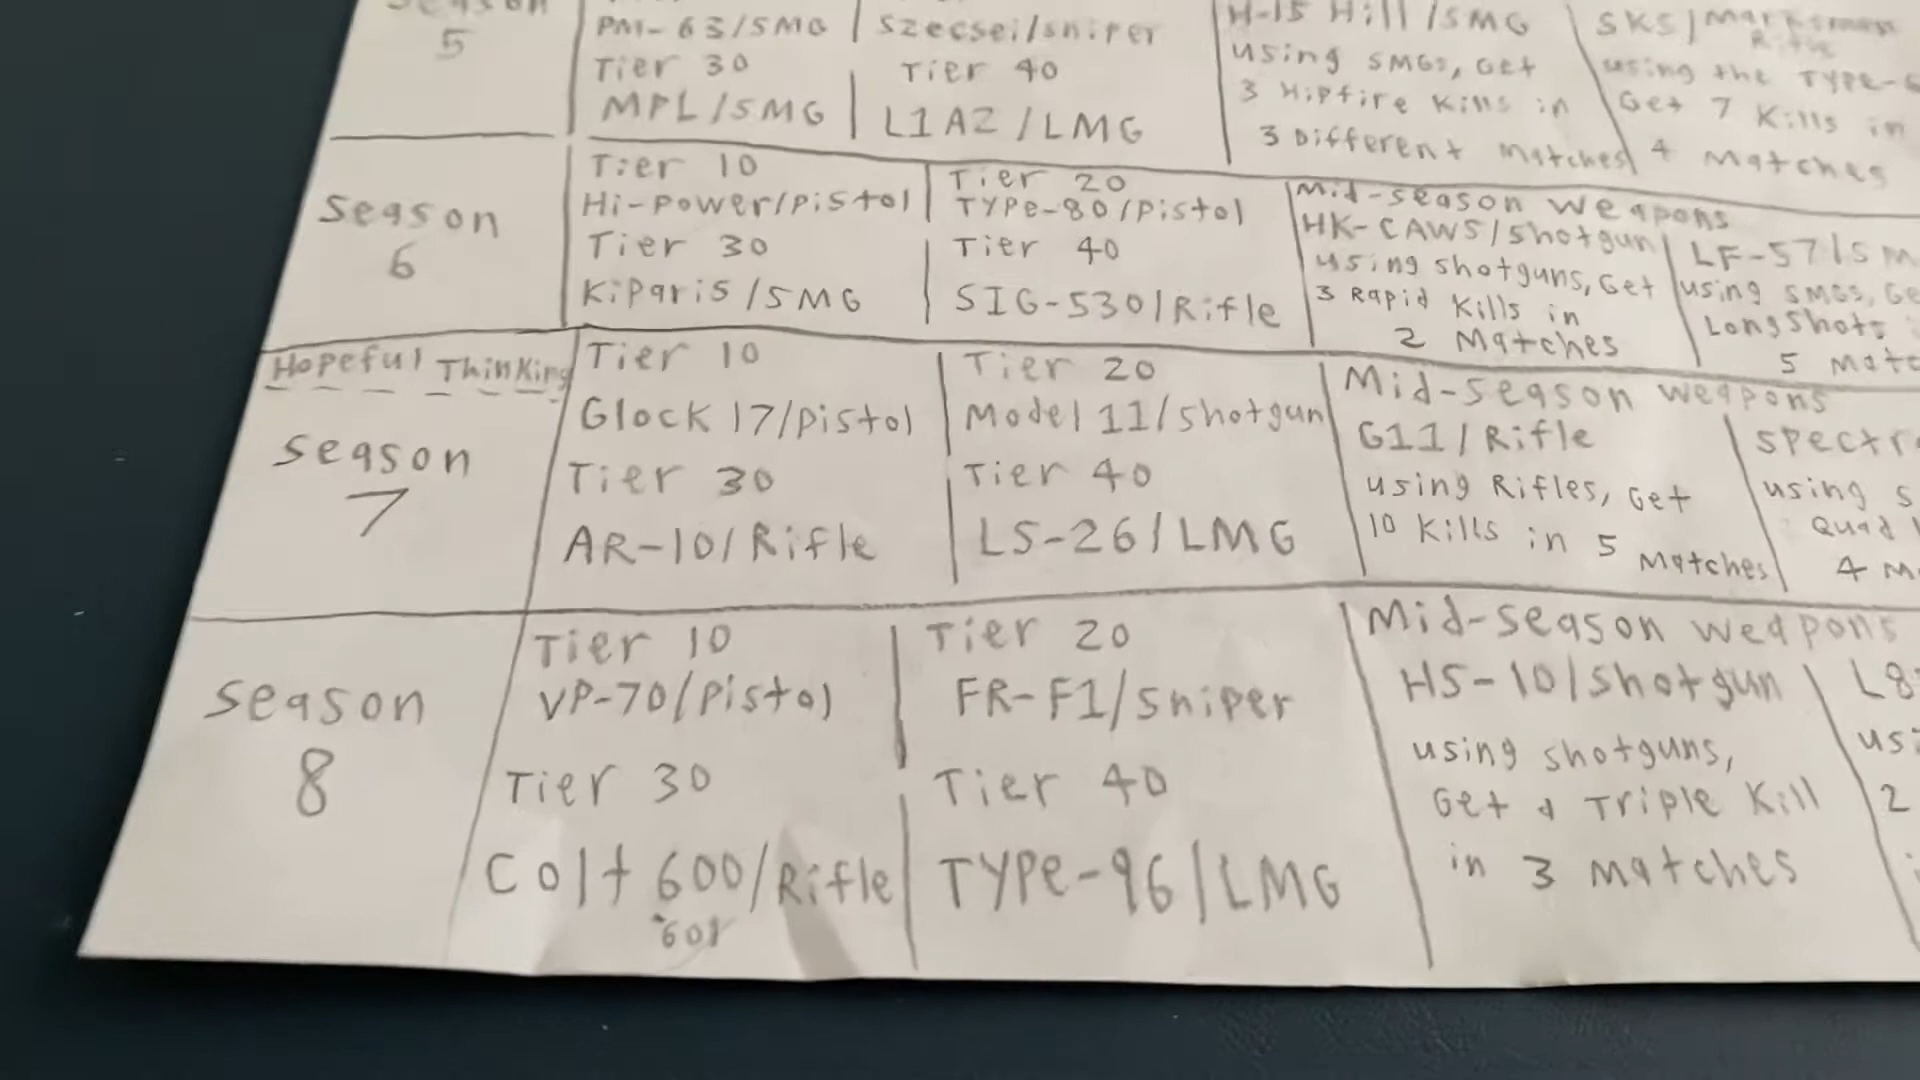 Season
5
PM-63/SMG
Szecsei/sniper
Tier 30
Tier 40
MPL/SMG
L1A2/LMG
H-15 Hill/SMG
using SMGs, Get
3 Hipfire Kills in
3 Different Matches
SKS/Marksman
Rifle
using the TYPE-6
Get 7 Kills in
4 Matches
Season
6
Tier 10
Hi-Power/Pistol
Tier 20
TYPE-80/Pistol
Tier 30
Kiparis/SMG
Tier 40
SIG-530/Rifle
Mid-season weapons
HK-CAWS/Shotgun
using shotguns, Get
3 Rapid Kills in
2 Matches
LF-57/SM
using SMGs, Ge
Longshots
5 Matc
Hopeful Thinking
Season
7
Tier 10
Glock 17/Pistol
Tier 20
Model 11/Shotgun
Tier 30
AR-10/Rifle
Tier 40
LS-26/LMG
Mid-season weapons
G11/Rifle
using Rifles, Get
10 Kills in 5 Matches
Spectr
using S
Quad
4 M
Season
8
Tier 10
VP-70/Pistol
Tier 20
FR-F1/Sniper
Tier 30
Colt 600/Rifle
601
Tier 40
TYPE-96/LMG
Mid-season weapons
HS-10/Shotgun
using shotguns,
Get a Triple Kill
in 3 Matches
L8
usi
2